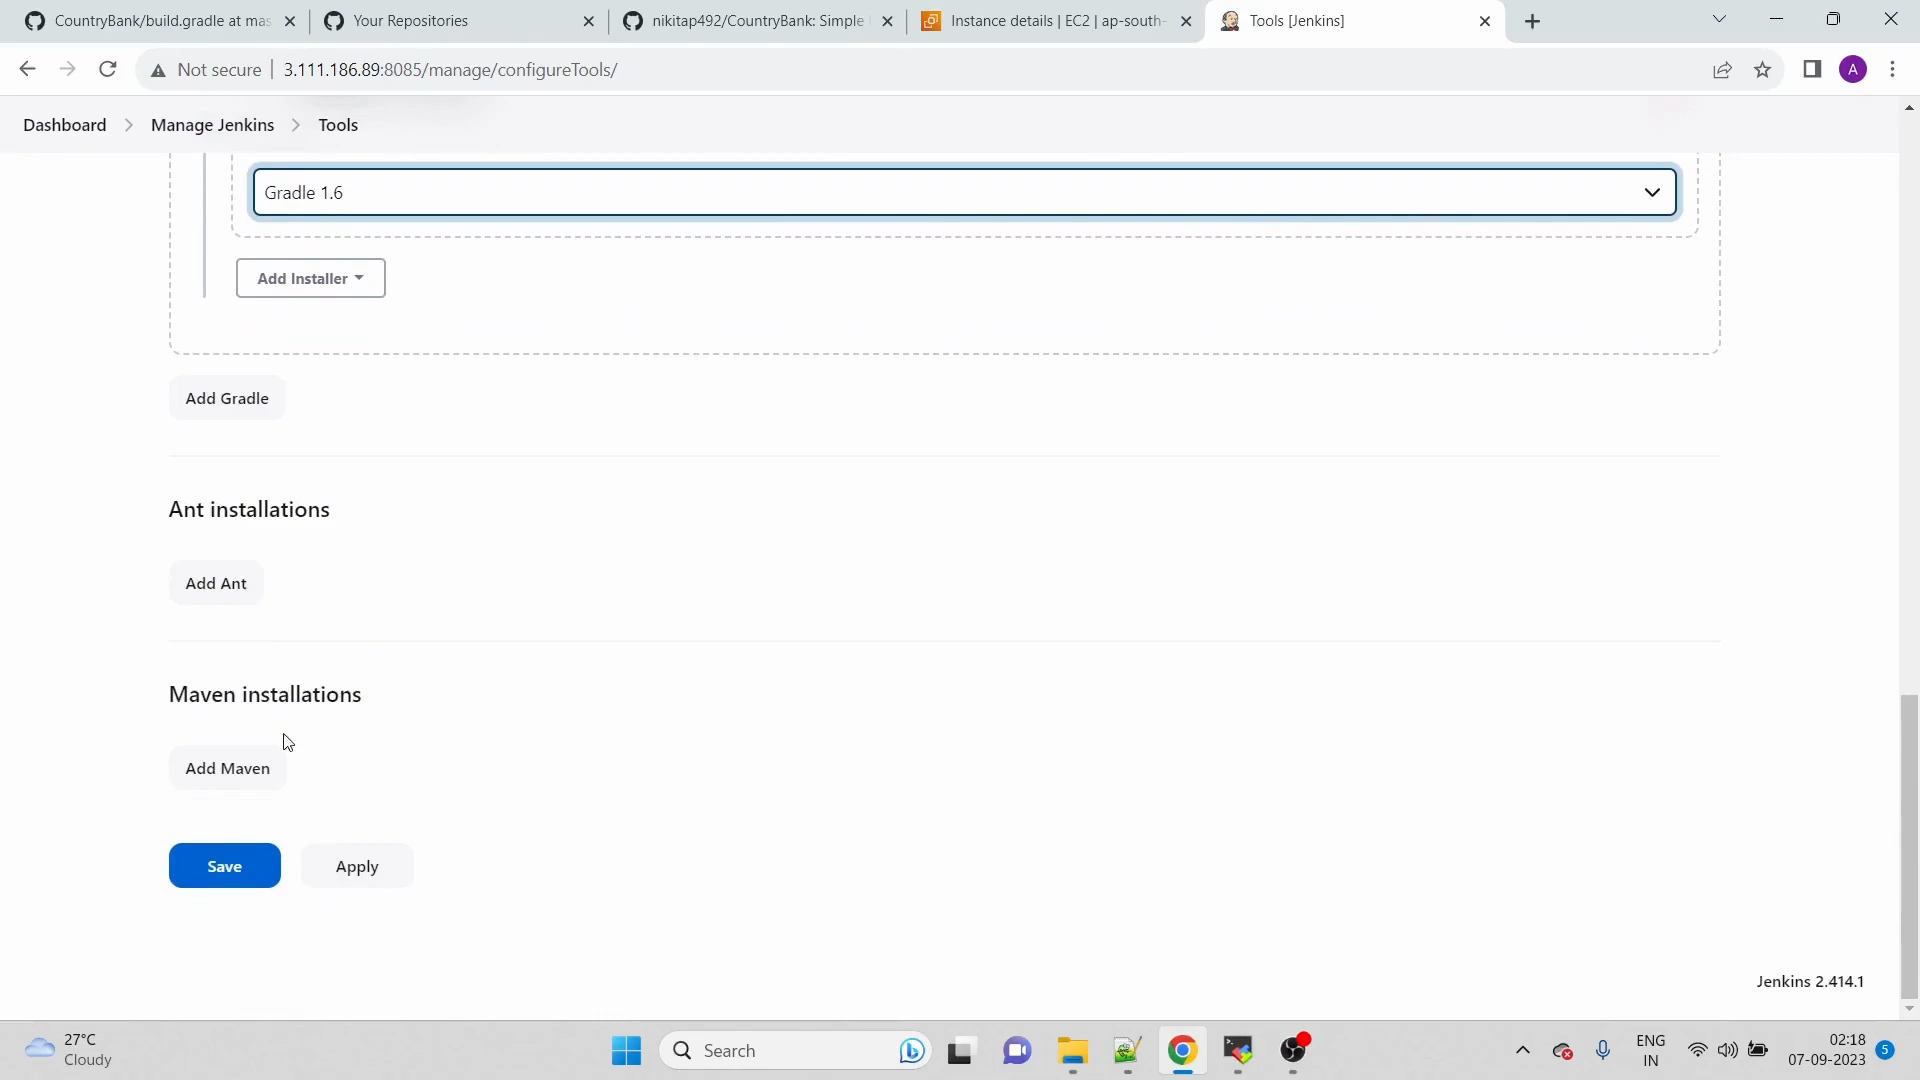 CountryBank/build.gradle at mas
Your Repositories
nikitap492/CountryBank: Simple
Instance details | EC2 | ap-south-
Tools [Jenkins]
Not secure
3.111.186.89:8085/manage/configureTools/
A
Dashboard
Manage Jenkins
Tools
Gradle 1.6
Add Installer
Add Gradle
Ant installations
Add Ant
Maven installations
Add Maven
Save
Apply
Jenkins 2.414.1
27°C
Cloudy
Search
ENG
IN
02:18
07-09-2023
5